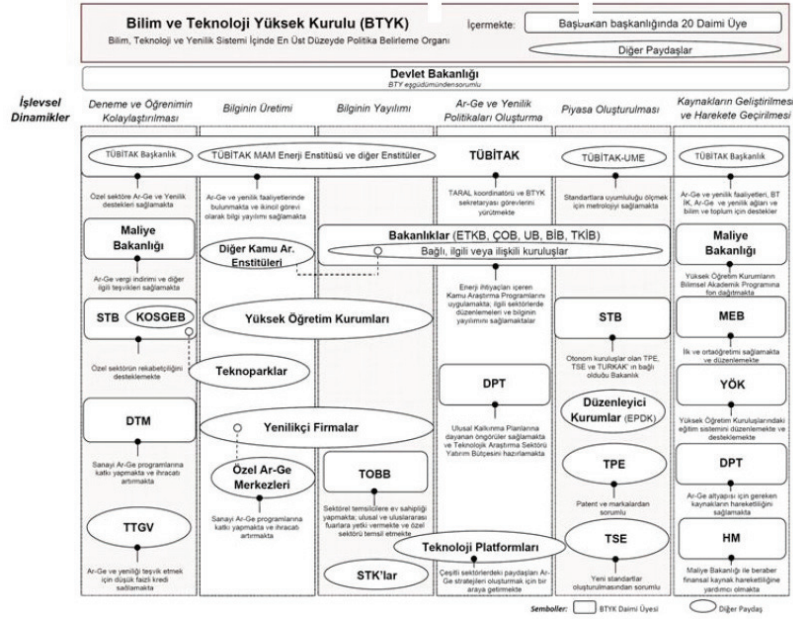 Bilim ve Teknoloji Yüksek Kurulu (BTYK)
Bilim, Teknoloji ve Yenilik Sistemi İçinde En Üst Düzeyde Politika Belirleme Organı
İçermekte:
Başbakan başkanlığında 20 Daimi Üye
Diğer Paydaşlar
Devlet Bakanlığı
BTY eşgüdümündensorumlu
İşlevsel
Dinamikler
Deneme ve Öğrenimin
Kolaylaştırılması
Bilginin Üretimi
Bilginin Yayılımı
Ar-Ge ve Yenilik
Politikaları Oluşturma
Piyasa Oluşturulması
Kaynakların Geliştirilmesi
ve Harekete Geçirilmesi
TÜBİTAK Başkanlık
TÜBİTAK MAM Enerji Enstitüsü ve diğer Enstitüler
TÜBİTAK
TÜBİTAK-UME
TÜBİTAK Başkanlık
Özel sektöre Ar-Ge ve Yenilik
destekleri sağlamakta
Ar-Ge ve yenilik faaliyetlerinde
bulunmakta ve ikincil görevi
olarak bilgi yayılımı sağlamakta
TARAL koordinatörü ve BTYK
sekretaryası görevlerini
yürütmekte
Standartlara uyumluluğu ölçmek
için metrolojiyi sağlamakta
Ar-Ge ve yenilik faaliyetleri, BT
İK, Ar-Ge ve yenilik ağları ve
bilim ve toplum için destekler
Maliye
Bakanlığı
Ar-Ge vergi indirimi ve diğer
ilgili teşvikleri sağlamakta
Diğer Kamu Ar.
Enstitüleri
Bakanlıklar (ETKB, ÇOB, UB, BİB, TKİB)
Bağlı, ilgili veya ilişkili kuruluşlar
Enerji ihtiyaçları içeren
Kamu Araştırma Programlarını
uygulamakta; ilgili sektörlerde
düzenlemeleri ve bilginin
yayılımını sağlamaktalar
Maliye
Bakanlığı
Yüksek Öğretim Kurumların
Bilimsel Akademik Programına
fon dağıtmakta
STB
KOSGEB
Özel sektörün rekabetçiliğini
desteklemekte
Yüksek Öğretim Kurumları
Teknoparklar
STB
Otonom kuruluşlar olan TPE,
TSE ve TURKAK' ın bağlı
olduğu Bakanlık
MEB
İlk ve ortaöğretimi sağlamakta
ve düzenlemekte
DPT
Ulusal Kalkınma Planlarına
dayanan öngörüler sağlamakta
ve Teknolojik Araştırma Sektörü
Yatırım Bütçesini hazırlamakta
Düzenleyici
Kurumlar (EPDK)
YÖK
Yüksek Öğretim Kuruluşlarındaki
eğitim sistemini düzenlemekte ve
desteklemekte
DTM
Sanayi Ar-Ge programlarına
katkı yapmakta ve ihracatı
artırmakta
Yenilikçi Firmalar
Özel Ar-Ge
Merkezleri
Sanayi Ar-Ge programlarına
katkı yapmakta ve ihracatı
artırmakta
TOBB
Sektörel temsilcilere ev sahipliği
yapmakta; ulusal ve uluslararası
fuarlara yetki vermekte ve özel
sektörü temsil etmekte
TPE
Patent ve markalardan
sorumlu
DPT
Ar-Ge altyapısı için gereken
kaynakların hareketliliğini
sağlamakta
TTGV
Ar-Ge ve yeniliği teşvik etmek
için düşük faizli kredi
sağlamakta
STK'lar
Teknoloji Platformları
Çeşitli sektörlerdeki paydaşları Ar-
Ge stratejileri oluşturmak için bir
araya getirmekte
TSE
Yeni standartlar
oluşturulmasından sorumlu
HM
Maliye Bakanlığı ile beraber
finansal kaynak hareketliliğine
yardımcı olmakta
Semboller:
BTYK Daimi Üyesi
Diğer Paydaş